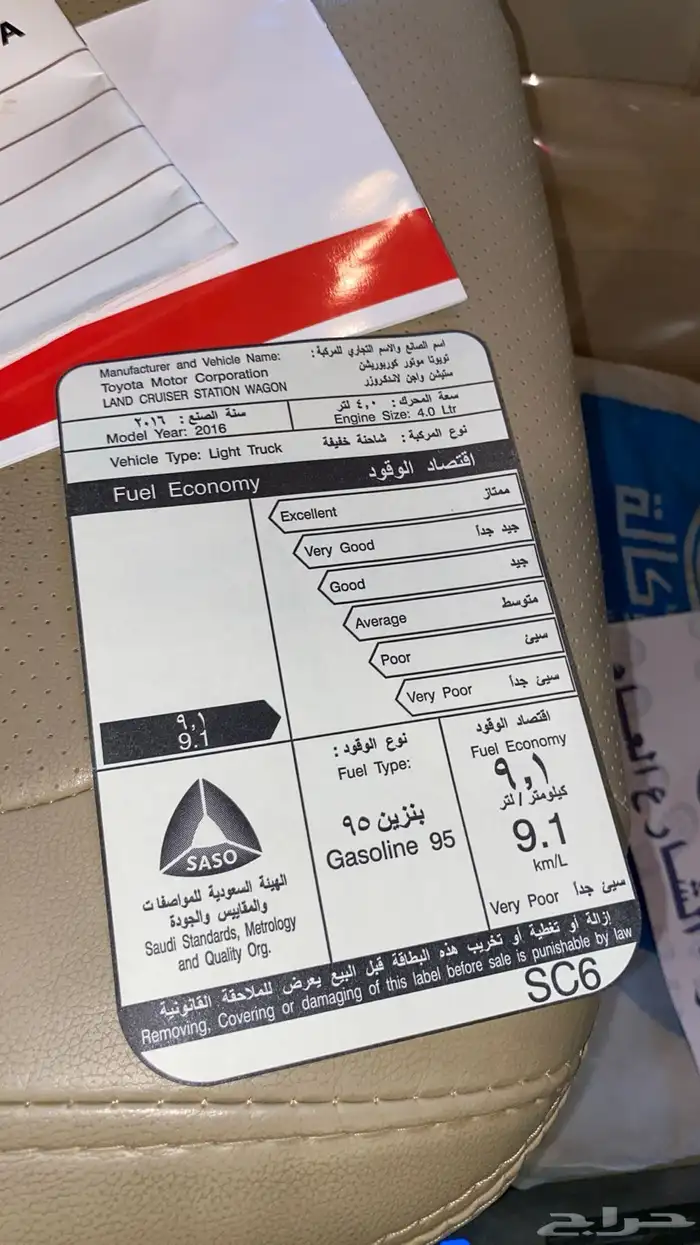 A
Manufacturer and Vehicle Name:
اسم الصانع والاسم التجاري للمركبة :
Toyota Motor Corporation
تويوتا موتور كوربوريشن
LAND CRUISER STATION WAGON
ستيشن واجن لاندكروزر
سنة الصنع : ٢٠١٦
Model Year: 2016
سعة المحرك: ٤,٠ لتر
Engine Size: 4.0 Ltr
Vehicle Type: Light Truck
نوع المركبة : شاحنة خفيفة
Fuel Economy
اقتصاد الوقود
Excellent ممتاز
Very Good جيد جداً
Good جيد
Average متوسط
Poor سيئ
Very Poor سيئ جداً
٩,١
9.1
SASO
الهيئة السعودية للمواصفات
والمقاييس والجودة
Saudi Standards, Metrology
and Quality Org.
نوع الوقود :
Fuel Type:
بنزين ٩٥
Gasoline 95
اقتصاد الوقود
Fuel Economy
٩,١
كيلومتر / لتر
9.1
km/L
Very Poor سيئ جداً
إزالة أو تغطية أو تخريب هذه البطاقة قبل البيع يعرض للملاحقة القانونية
Removing, Covering or damaging of this label before sale is punishable by law
SC6
حراج